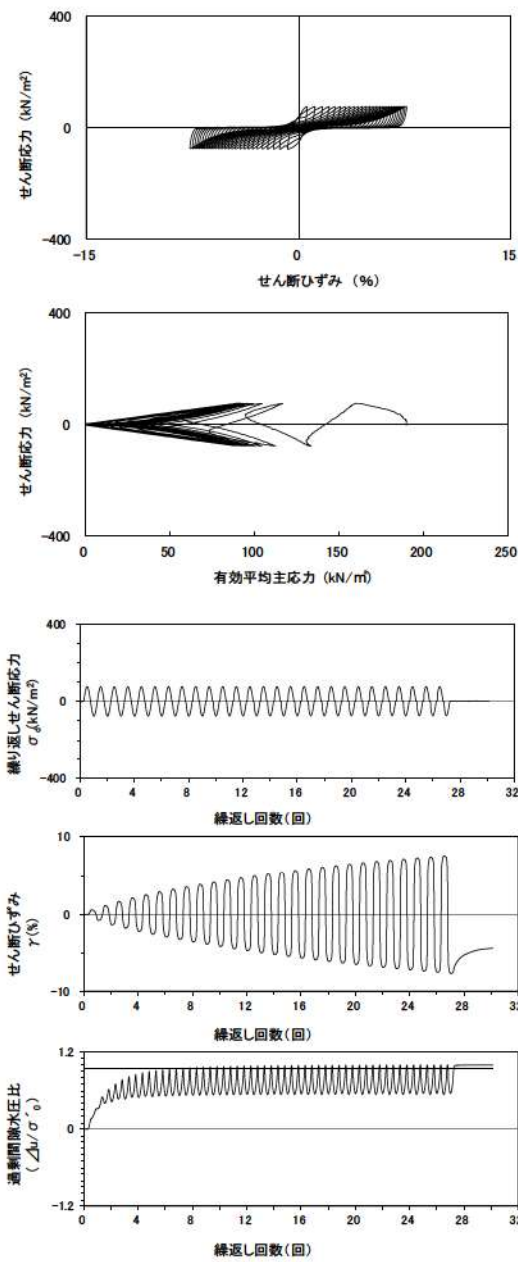 400
0
-400
せん断応力 (kN/m²)
-15 0 15
せん断ひずみ (%)
400
0
-400
せん断応力 (kN/m²)
0 50 100 150 200 250
有効平均主応力 (kN/㎡)
400
0
-400
繰り返しせん断応力
(kN/m²)
0 4 8 12 16 20 24 28 32
繰返し回数(回)
10
0
-10
せん断ひずみ
γ(%)
0 4 8 12 16 20 24 28 32
繰返し回数(回)
1.2
0
-1.2
過剰間隙水圧比
(⊿u/σ'₀)
0 4 8 12 16 20 24 28 32
繰返し回数(回)